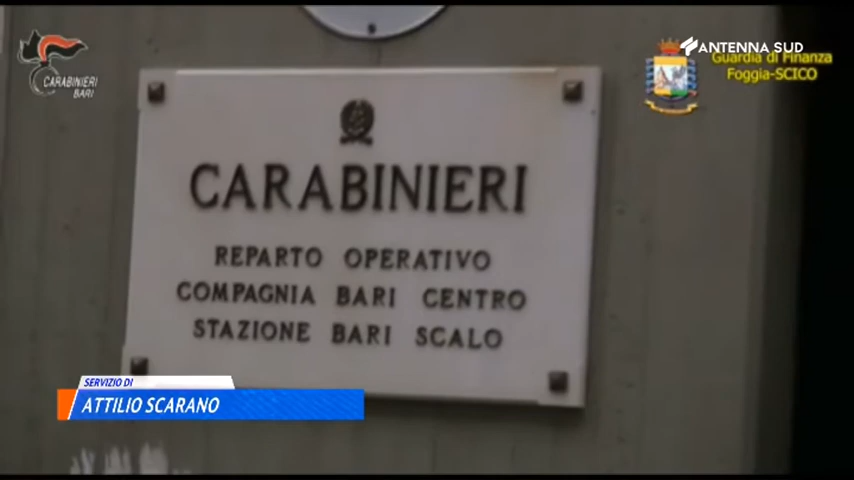 CARABINIERI
BARI
ANTENNA SUD
Guardia di Finanza
Foggia-SCICO
CARABINIERI
REPARTO OPERATIVO
COMPAGNIA BARI CENTRO
STAZIONE BARI SCALO
SERVIZIO DI
ATTILIO SCARANO